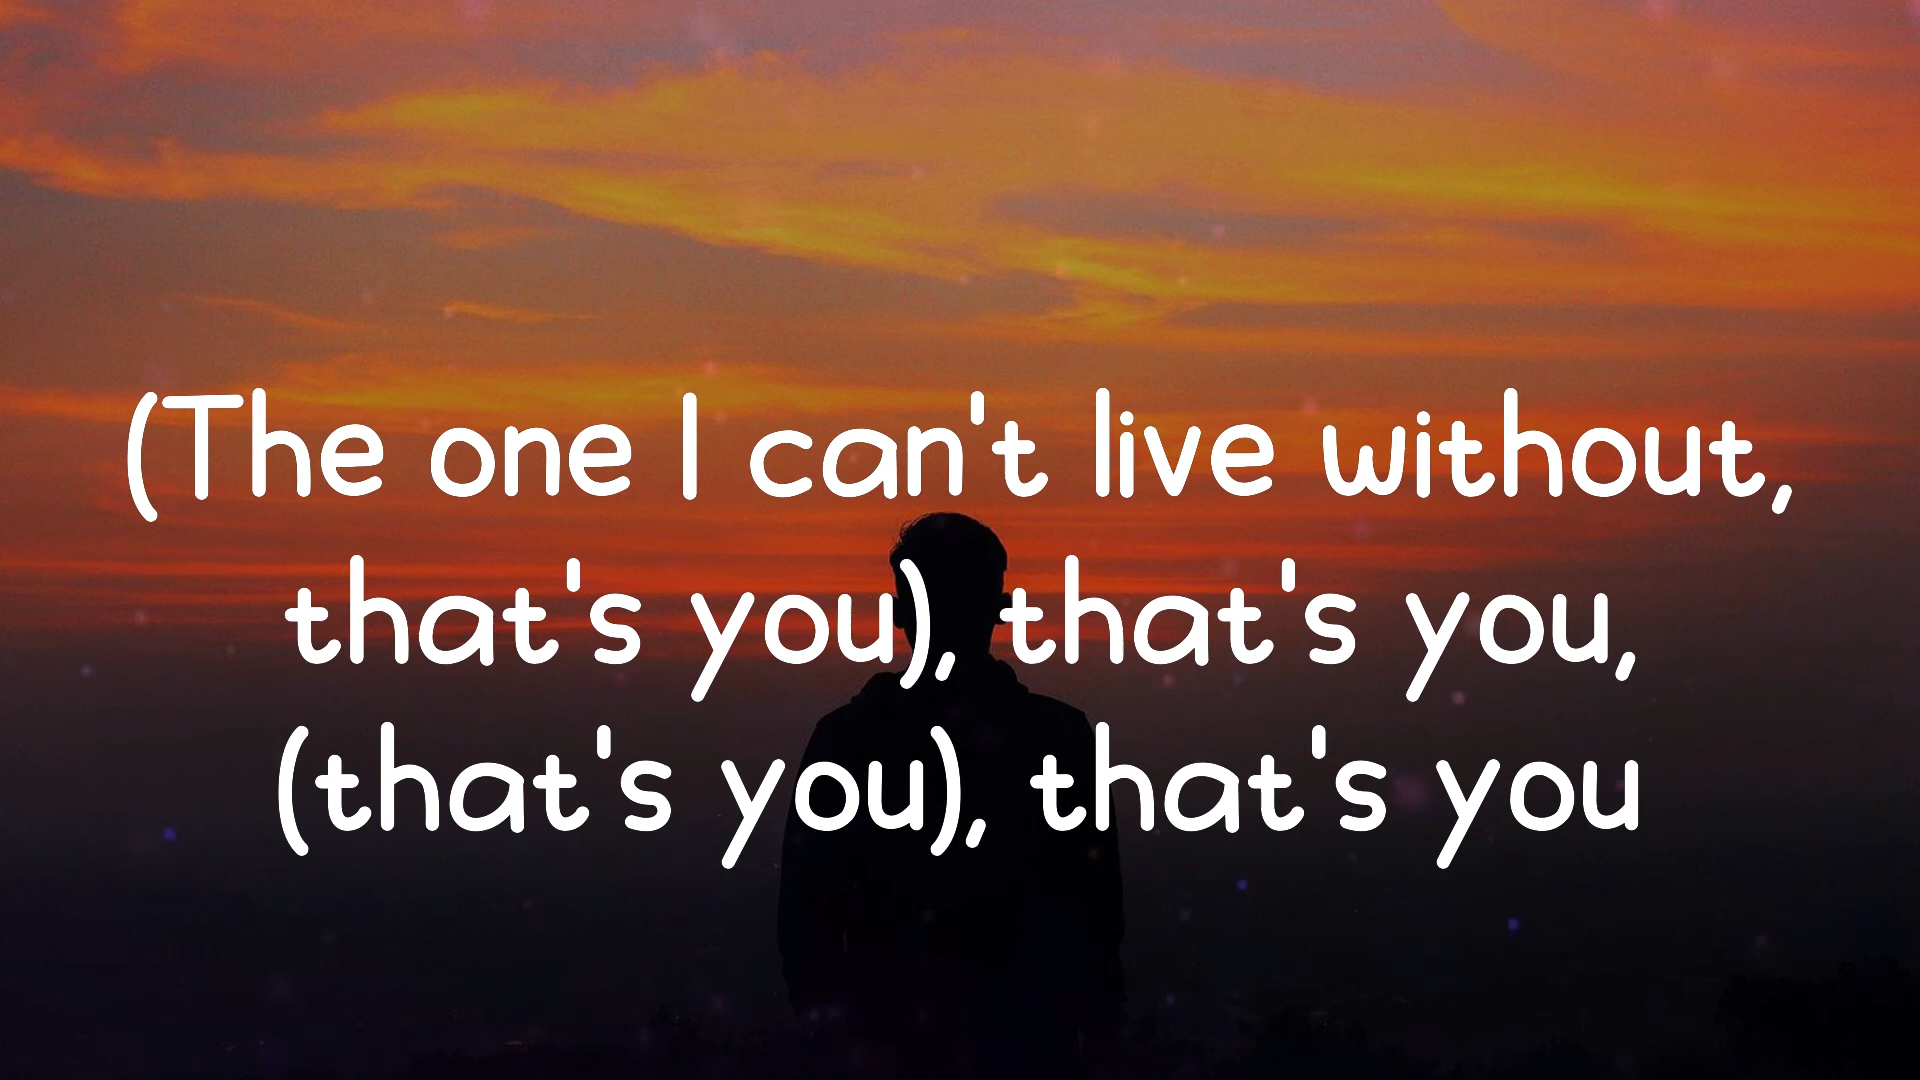 (The one I can't live without,
that's you), that's you,
(that's you), that's you